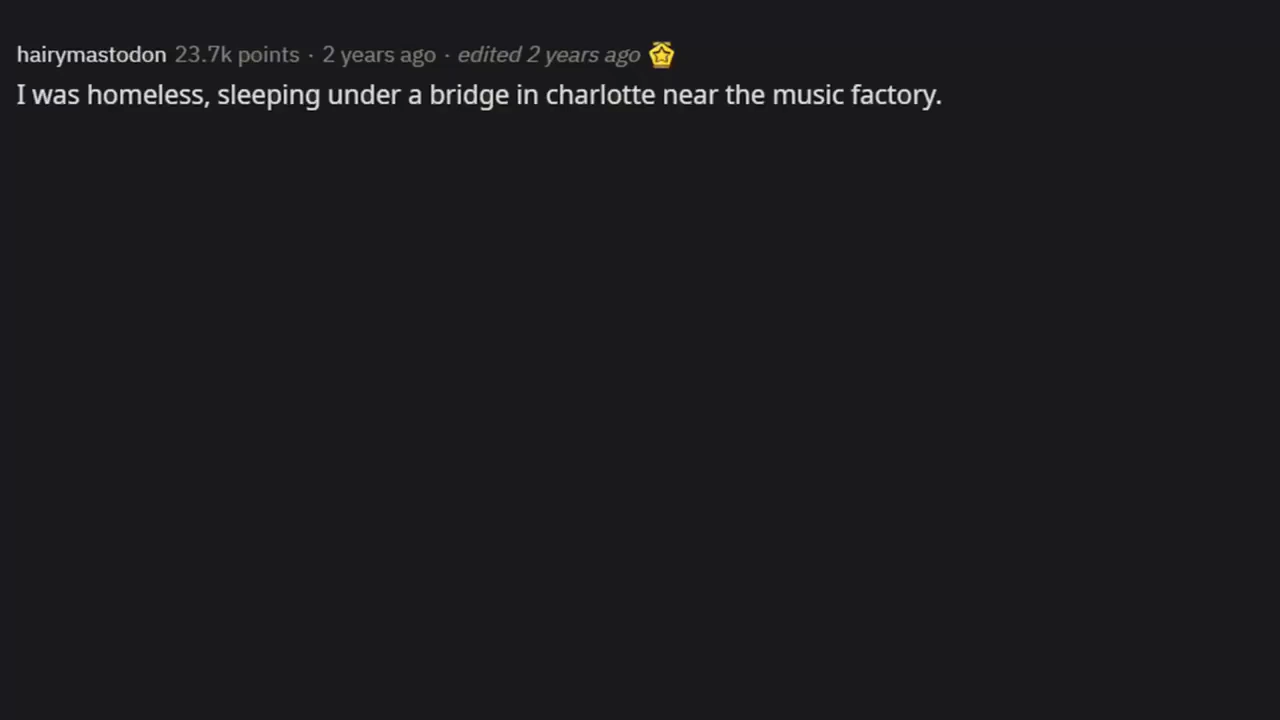 hairymastodon 23.7k points · 2 years ago · edited 2 years ago
I was homeless, sleeping under a bridge in charlotte near the music factory.